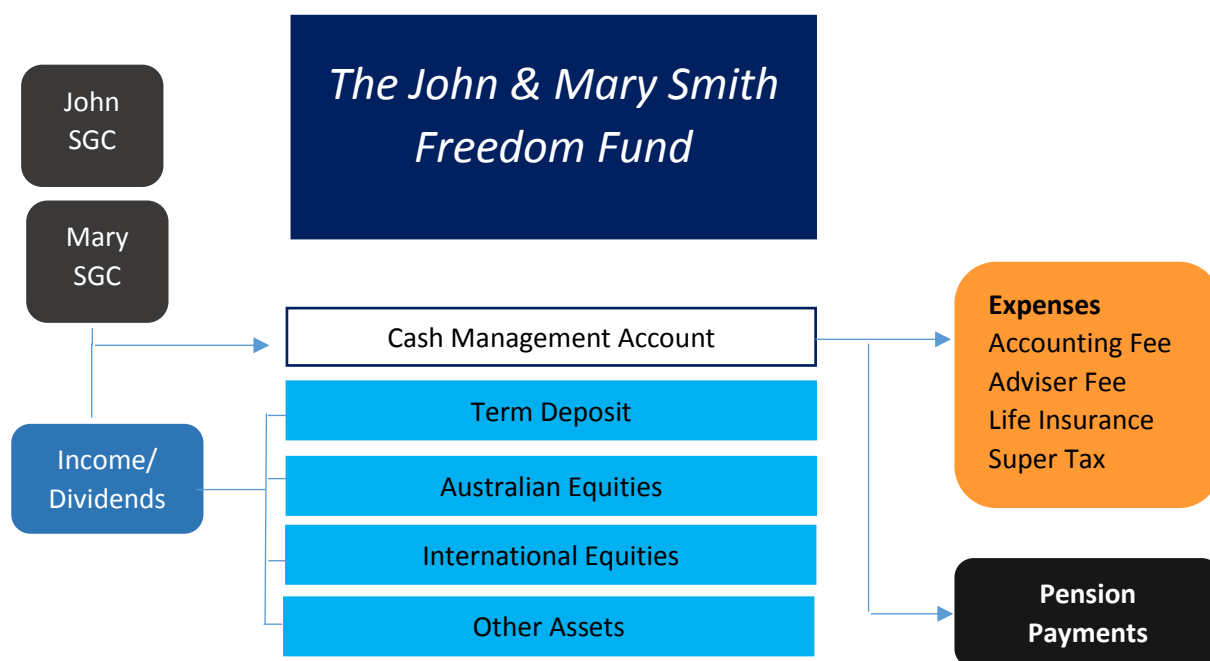 The John & Mary Smith
Freedom Fund
John
SGC
Mary
SGC
Cash Management Account
Expenses
Accounting Fee
Adviser Fee
Life Insurance
Super Tax
Term Deposit
Income/
Dividends
Australian Equities
International Equities
Other Assets
Pension
Payments